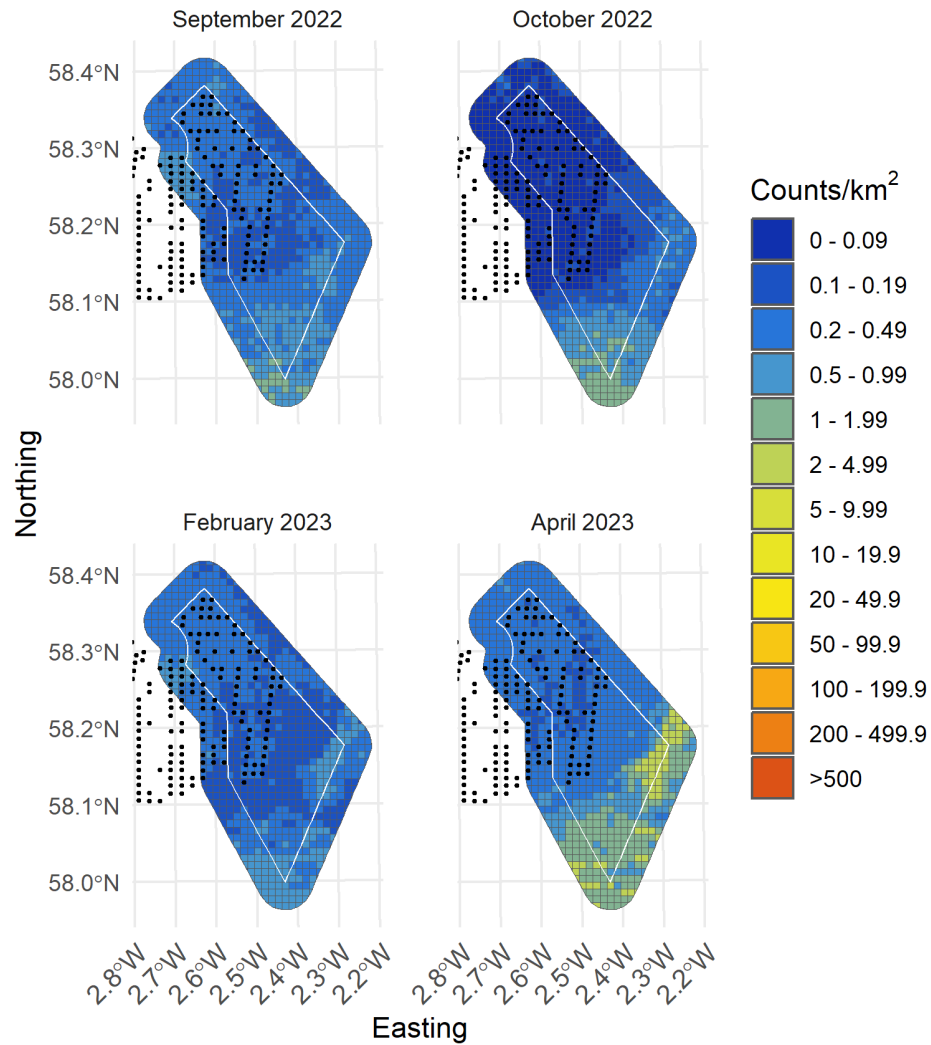 September 2022
October 2022
58.4°N
58.3°N
58.2°N
58.1°N
58.0°N
Northing
February 2023
April 2023
58.4°N
58.3°N
58.2°N
58.1°N
58.0°N
2.8°W
2.7°W
2.6°W
2.5°W
2.4°W
2.3°W
2.2°W
2.8°W
2.7°W
2.6°W
2.5°W
2.4°W
2.3°W
2.2°W
Easting
Counts/km²
0 - 0.09
0.1 - 0.19
0.2 - 0.49
0.5 - 0.99
1 - 1.99
2 - 4.99
5 - 9.99
10 - 19.9
20 - 49.9
50 - 99.9
100 - 199.9
200 - 499.9
>500